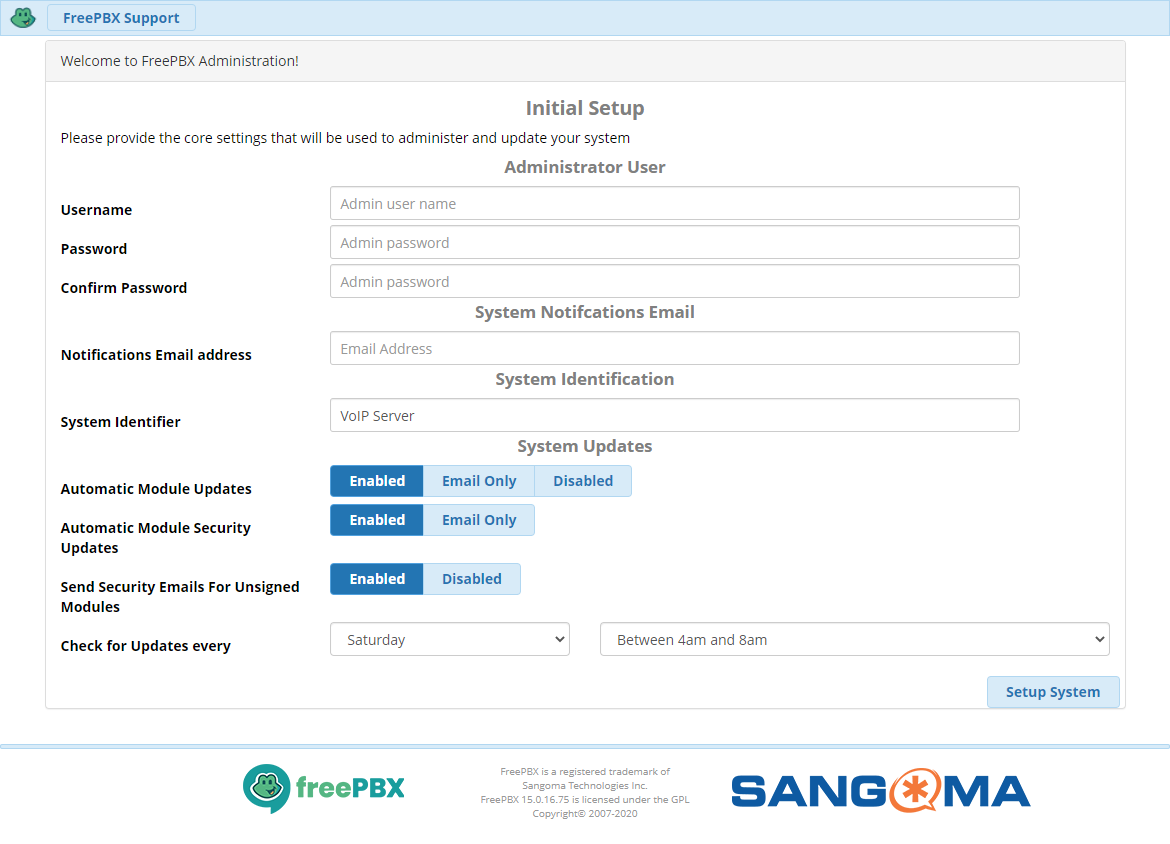 FreePBX Support
Welcome to FreePBX Administration!
Initial Setup
Please provide the core settings that will be used to administer and update your system
Administrator User
Username
Admin user name
Password
Admin password
Confirm Password
Admin password
System Notifcations Email
Notifications Email address
Email Address
System Identification
System Identifier
VoIP Server
System Updates
Automatic Module Updates
Enabled Email Only Disabled
Automatic Module Security
Updates
Enabled Email Only
Send Security Emails For Unsigned
Modules
Enabled Disabled
Check for Updates every
Saturday Between 4am and 8am
Setup System
freePBX
FreePBX is a registered trademark of
Sangoma Technologies Inc.
FreePBX 15.0.16.75 is licensed under the GPL
Copyright© 2007-2020
SANGOMA